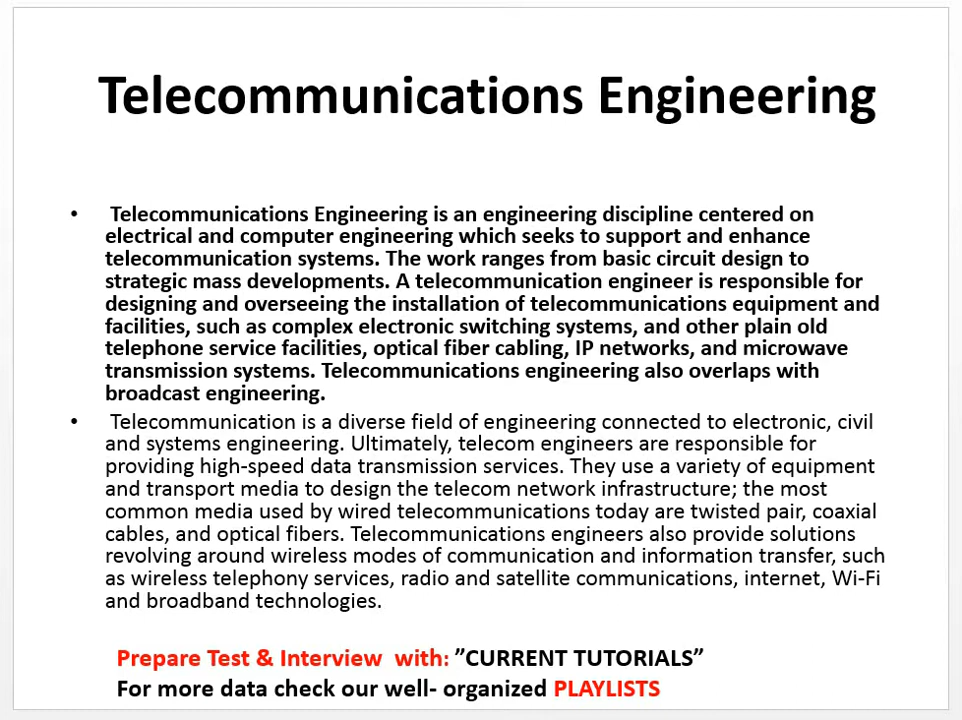 Telecommunications Engineering
• Telecommunications Engineering is an engineering discipline centered on
electrical and computer engineering which seeks to support and enhance
telecommunication systems. The work ranges from basic circuit design to
strategic mass developments. A telecommunication engineer is responsible for
designing and overseeing the installation of telecommunications equipment and
facilities, such as complex electronic switching systems, and other plain old
telephone service facilities, optical fiber cabling, IP networks, and microwave
transmission systems. Telecommunications engineering also overlaps with
broadcast engineering.
• Telecommunication is a diverse field of engineering connected to electronic, civil
and systems engineering. Ultimately, telecom engineers are responsible for
providing high-speed data transmission services. They use a variety of equipment
and transport media to design the telecom network infrastructure; the most
common media used by wired telecommunications today are twisted pair, coaxial
cables, and optical fibers. Telecommunications engineers also provide solutions
revolving around wireless modes of communication and information transfer, such
as wireless telephony services, radio and satellite communications, internet, Wi-Fi
and broadband technologies.
Prepare Test & Interview with: ”CURRENT TUTORIALS”
For more data check our well- organized PLAYLISTS